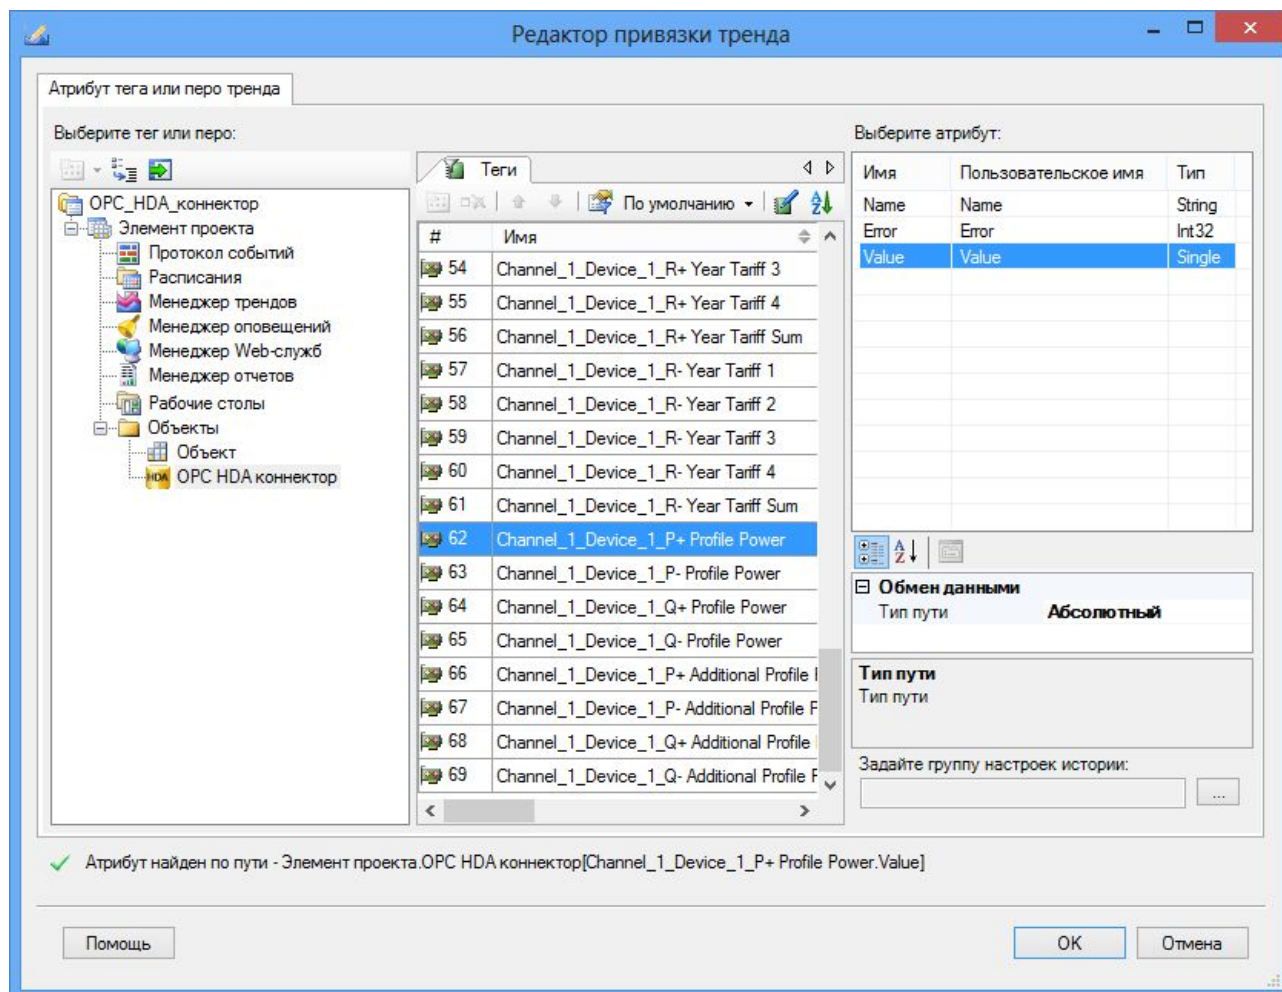 Редактор привязки тренда
Атрибут тега или перо тренда
Выберите тег или перо:
OPC_HDA_коннектор
Элемент проекта
Протокол событий
Расписания
Менеджер трендов
Менеджер оповещений
Менеджер Web-служб
Менеджер отчетов
Рабочие столы
Объекты
Объект
HDA OPC HDA коннектор
Теги
По умолчанию
# Имя
54 Channel_1_Device_1_R+ Year Tariff 3
55 Channel_1_Device_1_R+ Year Tariff 4
56 Channel_1_Device_1_R+ Year Tariff Sum
57 Channel_1_Device_1_R- Year Tariff 1
58 Channel_1_Device_1_R- Year Tariff 2
59 Channel_1_Device_1_R- Year Tariff 3
60 Channel_1_Device_1_R- Year Tariff 4
61 Channel_1_Device_1_R- Year Tariff Sum
62 Channel_1_Device_1_P+ Profile Power
63 Channel_1_Device_1_P- Profile Power
64 Channel_1_Device_1_Q+ Profile Power
65 Channel_1_Device_1_Q- Profile Power
66 Channel_1_Device_1_P+ Additional Profile
67 Channel_1_Device_1_P- Additional Profile
68 Channel_1_Device_1_Q+ Additional Profile
69 Channel_1_Device_1_Q- Additional Profile
Выберите атрибут:
Имя Пользовательское имя Тип
Name Name String
Error Error Int32
Value Value Single
Обмен данными
Тип пути Абсолютный
Тип пути
Тип пути
Задайте группу настроек истории:
...
Атрибут найден по пути - Элемент проекта.OPC HDA коннектор[Channel_1_Device_1_P+ Profile Power.Value]
Помощь
OK
Отмена